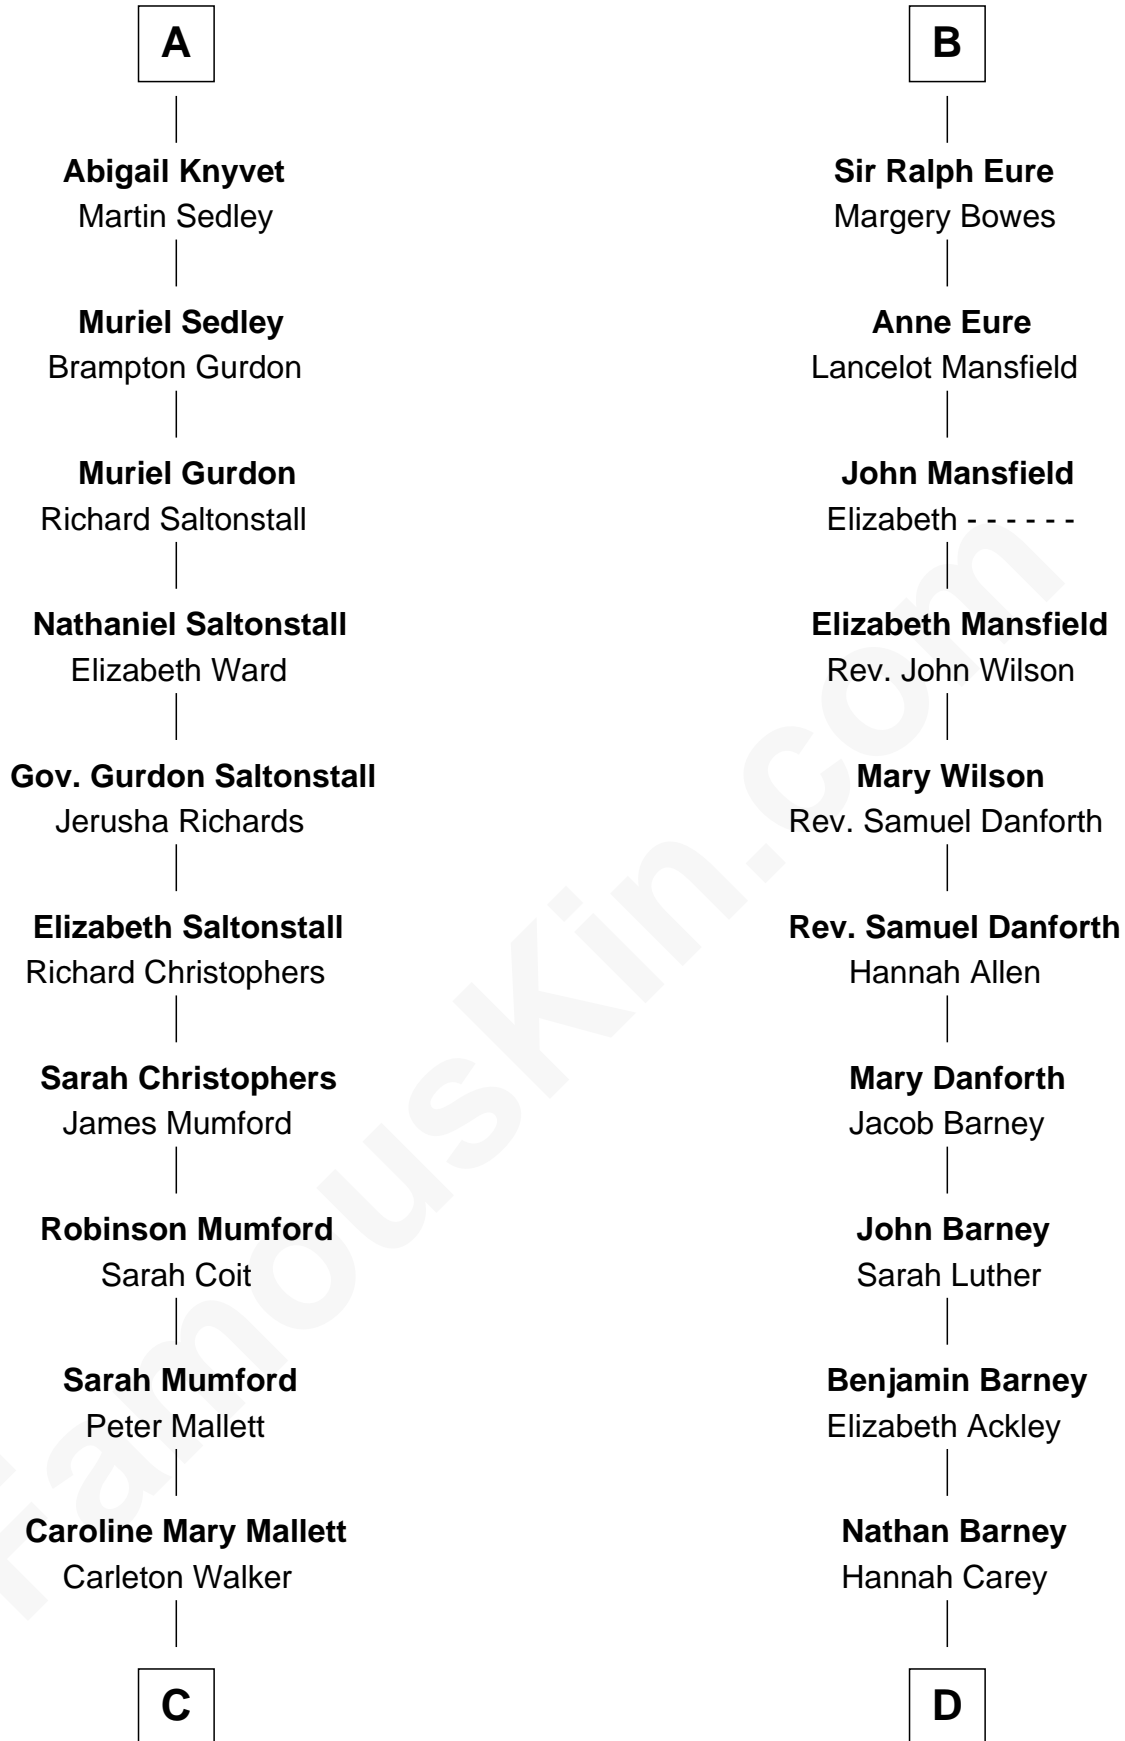 A
Abigail Knyvet
Martin Sedley
Muriel Sedley
Brampton Gurdon
Muriel Gurdon
Richard Saltonstall
Nathaniel Saltonstall
Elizabeth Ward
Gov. Gurdon Saltonstall
Jerusha Richards
Elizabeth Saltonstall
Richard Christophers
Sarah Christophers
James Mumford
Robinson Mumford
Sarah Coit
Sarah Mumford
Peter Mallett
Caroline Mary Mallett
Carleton Walker
C
B
Sir Ralph Eure
Margery Bowes
Anne Eure
Lancelot Mansfield
John Mansfield
Elizabeth - - - - - -
Elizabeth Mansfield
Rev. John Wilson
Mary Wilson
Rev. Samuel Danforth
Rev. Samuel Danforth
Hannah Allen
Mary Danforth
Jacob Barney
John Barney
Sarah Luther
Benjamin Barney
Elizabeth Ackley
Nathan Barney
Hannah Carey
D
FamousKin.com